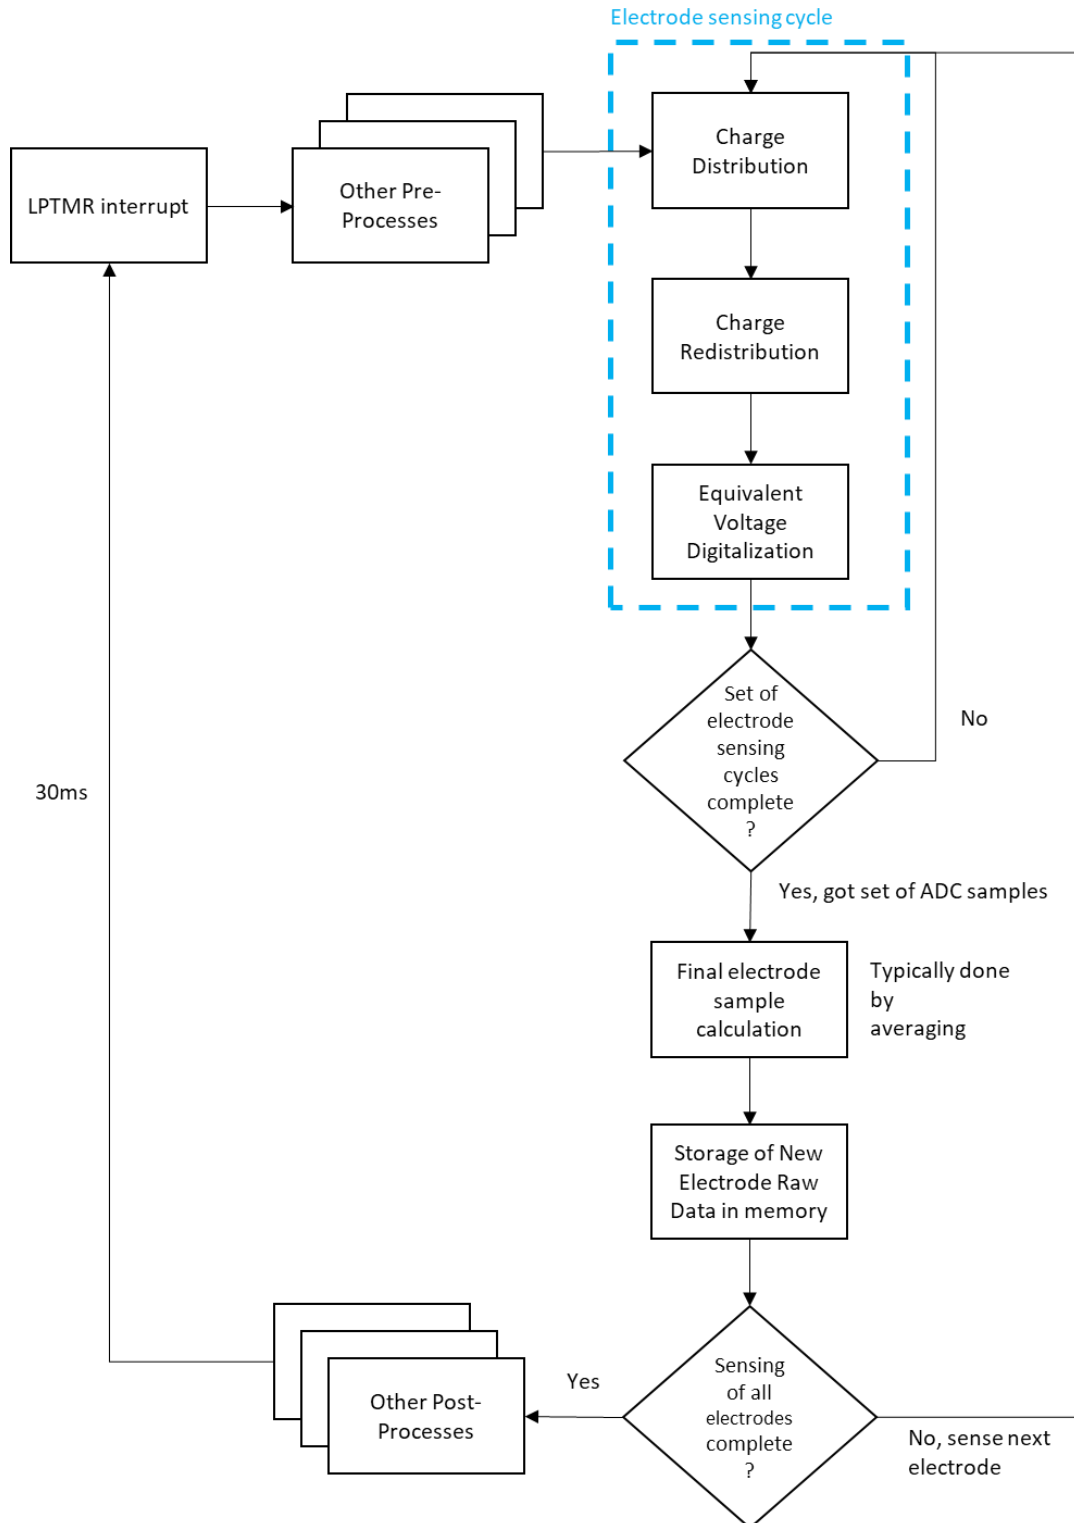 Electrode sensing cycle
LPTMR interrupt
Other Pre-
Processes
Charge
Distribution
Charge
Redistribution
Equivalent
Voltage
Digitalization
Set of
electrode
sensing
cycles
complete
?
No
30ms
Yes, got set of ADC samples
Final electrode
sample
calculation
Typically done
by
averaging
Storage of New
Electrode Raw
Data in memory
Sensing
of all
electrodes
complete
?
Yes
Other Post-
Processes
No, sense next
electrode